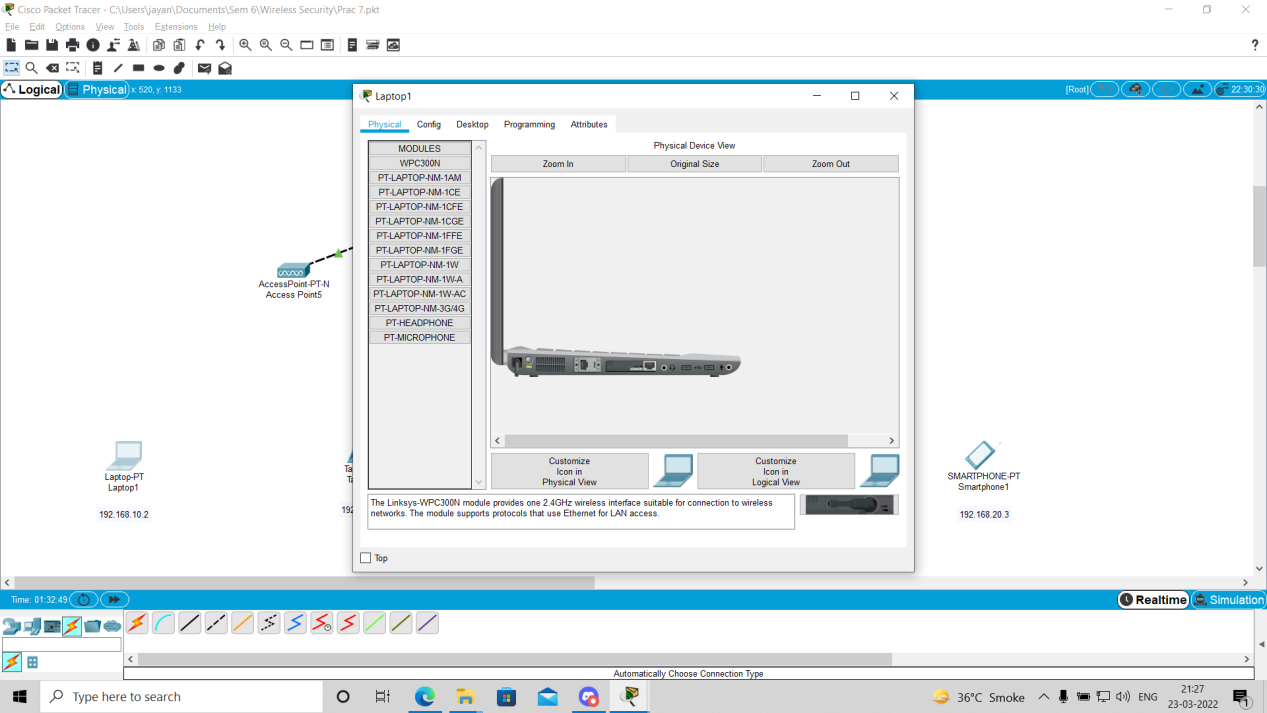 Cisco Packet Tracer - C:\Users\jayan\Documents\Sem 6\Wireless Security\Prac 7.pkt
File Edit Options View Tools Extensions Help
?
Logical Physical x: 520, y: 1133
[Root] 22:30:30
Laptop1
Physical Config Desktop Programming Attributes
MODULES
WPC300N
PT-LAPTOP-NM-1AM
PT-LAPTOP-NM-1CE
PT-LAPTOP-NM-1CFE
PT-LAPTOP-NM-1CGE
PT-LAPTOP-NM-1FFE
PT-LAPTOP-NM-1FGE
PT-LAPTOP-NM-1W
PT-LAPTOP-NM-1W-A
PT-LAPTOP-NM-1W-AC
PT-LAPTOP-NM-3G/4G
PT-HEADPHONE
PT-MICROPHONE
Physical Device View
Zoom In Original Size Zoom Out
Customize
Icon in
Physical View
Customize
Icon in
Logical View
The Linksys-WPC300N module provides one 2.4GHz wireless interface suitable for connection to wireless
networks. The module supports protocols that use Ethernet for LAN access.
Top
AccessPoint-PT-N
Access Point5
Laptop-PT
Laptop1
192.168.10.2
Ta
Ta
192
SMARTPHONE-PT
Smartphone1
192.168.20.3
Time: 01:32:49
Realtime Simulation
Automatically Choose Connection Type
Type here to search
36°C Smoke
ENG
21:27
23-03-2022
1